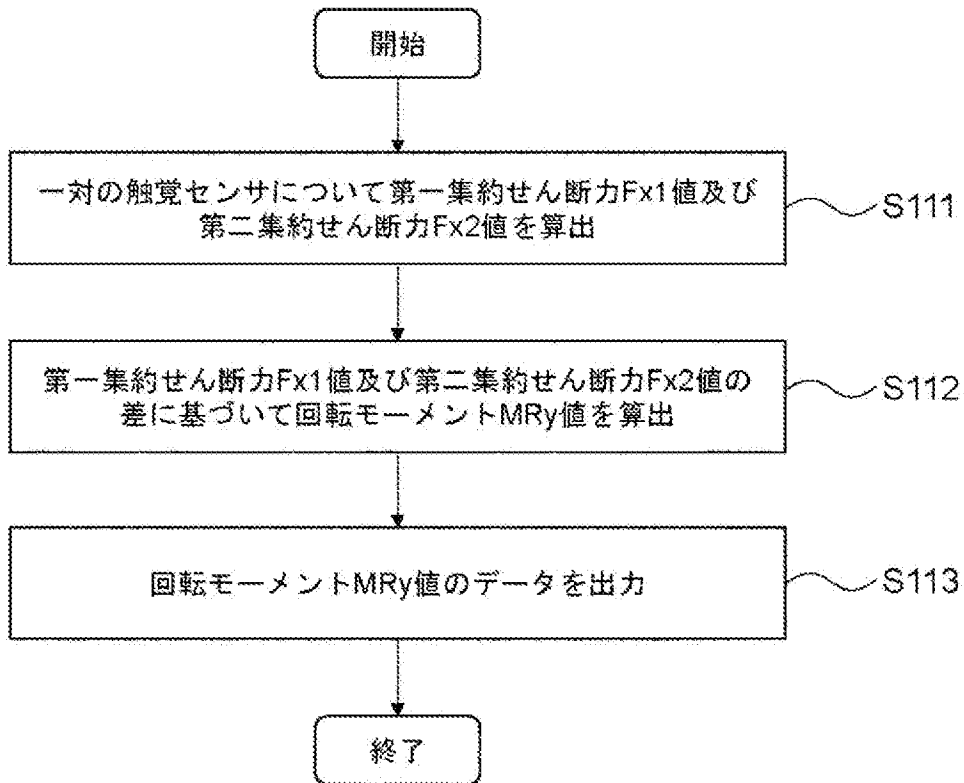 開始
一対の触覚センサについて第一集約せん断力Fx1値及び
第二集約せん断力Fx2値を算出
S111
第一集約せん断力Fx1値及び第二集約せん断力Fx2値の
差に基づいて回転モーメントMRy値を算出
S112
回転モーメントMRy値のデータを出力
S113
終了